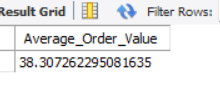 Result Grid Filter Rows:
Average_Order_Value
38.307262295081635